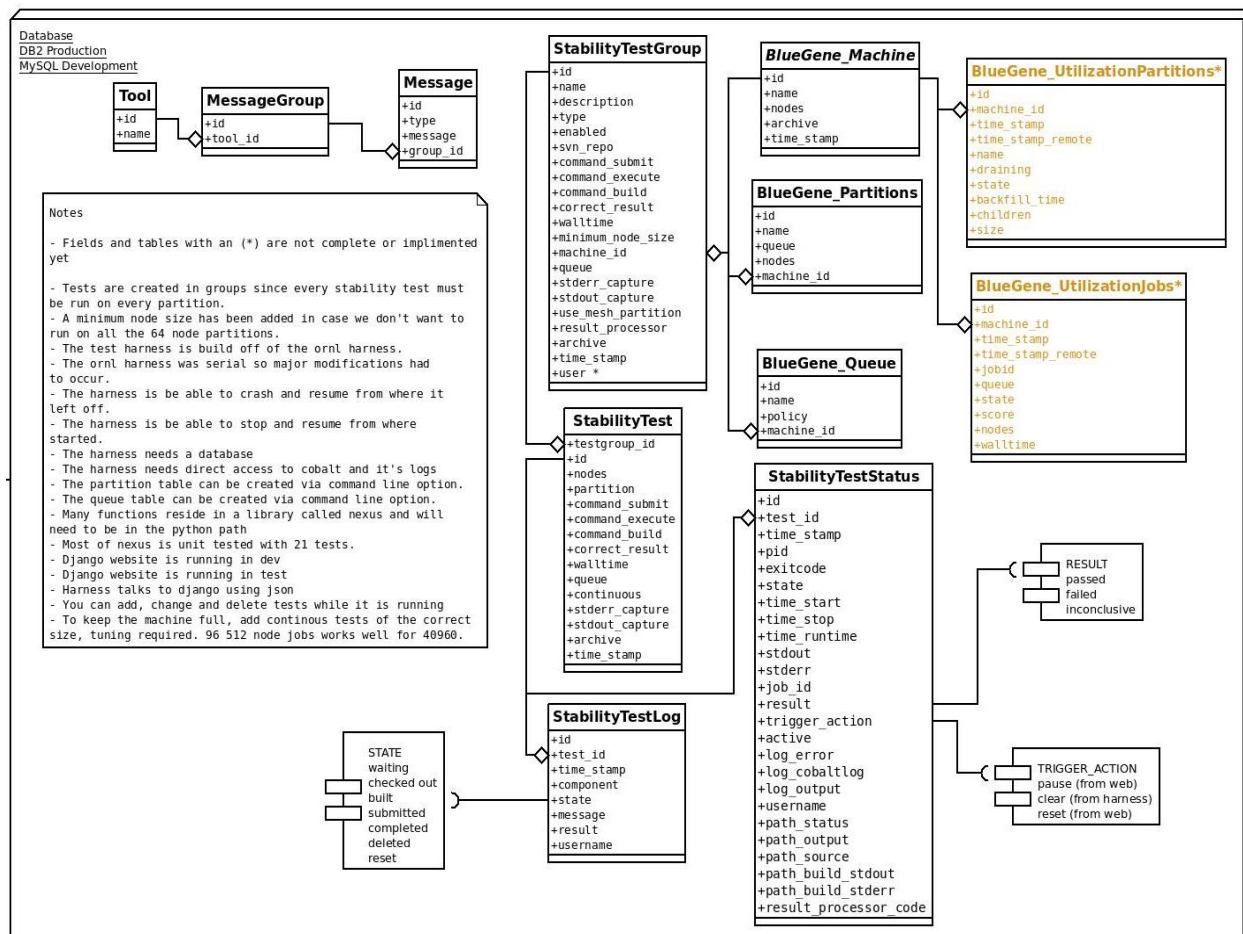 Database
DB2 Production
MySQL Development
Tool
+id
+name
MessageGroup
+id
+tool_id
Message
+id
+type
+message
+group_id
Notes
- Fields and tables with an (*) are not complete or implimented
yet
- Tests are created in groups since every stability test must
be run on every partition.
- A minimum node size has been added in case we don't want to
run on all the 64 node partitions.
- The test harness is build off of the ornl harness.
- The ornl harness was serial so major modifications had
to occur.
- The harness is be able to crash and resume from where it
left off.
- The harness is be able to stop and resume from where
started.
- The harness needs a database
- The harness needs direct access to cobalt and it's logs
- The partition table can be created via command line option.
- The queue table can be created via command line option.
- Many functions reside in a library called nexus and will
need to be in the python path
- Most of nexus is unit tested with 21 tests.
- Django website is running in dev
- Django website is running in test
- Harness talks to django using json
- You can add, change and delete tests while it is running
- To keep the machine full, add continous tests of the correct
size, tuning required. 96 512 node jobs works well for 40960.
StabilityTestGroup
+id
+name
+description
+type
+enabled
+svn_repo
+command_submit
+command_execute
+command_build
+correct_result
+walltime
+minimum_node_size
+machine_id
+queue
+stderr_capture
+stdout_capture
+use_mesh_partition
+result_processor
+archive
+time_stamp
+user *
BlueGene_Machine
+id
+name
+nodes
+archive
+time_stamp
BlueGene_Partitions
+id
+name
+queue
+nodes
+machine_id
BlueGene_Queue
+id
+name
+policy
+machine_id
BlueGene_UtilizationPartitions*
+id
+machine_id
+time_stamp
+time_stamp_remote
+name
+draining
+state
+backfill_time
+children
+size
BlueGene_UtilizationJobs*
+id
+machine_id
+time_stamp
+time_stamp_remote
+jobid
+queue
+state
+score
+nodes
+walltime
StabilityTest
+testgroup_id
+id
+nodes
+partition
+command_submit
+command_execute
+command_build
+correct_result
+walltime
+queue
+continuous
+stderr_capture
+stdout_capture
+archive
+time_stamp
StabilityTestStatus
+id
+test_id
+time_stamp
+pid
+exitcode
+state
+time_start
+time_stop
+time_runtime
+stdout
+stderr
+job_id
+result
+trigger_action
+active
+log_error
+log_cobaltlog
+log_output
+username
+path_status
+path_output
+path_source
+path_build_stdout
+path_build_stderr
+result_processor_code
RESULT
passed
failed
inconclusive
TRIGGER_ACTION
pause (from web)
clear (from harness)
reset (from web)
StabilityTestLog
+id
+test_id
+time_stamp
+component
+state
+message
+result
+username
STATE
waiting
checked out
built
submitted
completed
deleted
reset